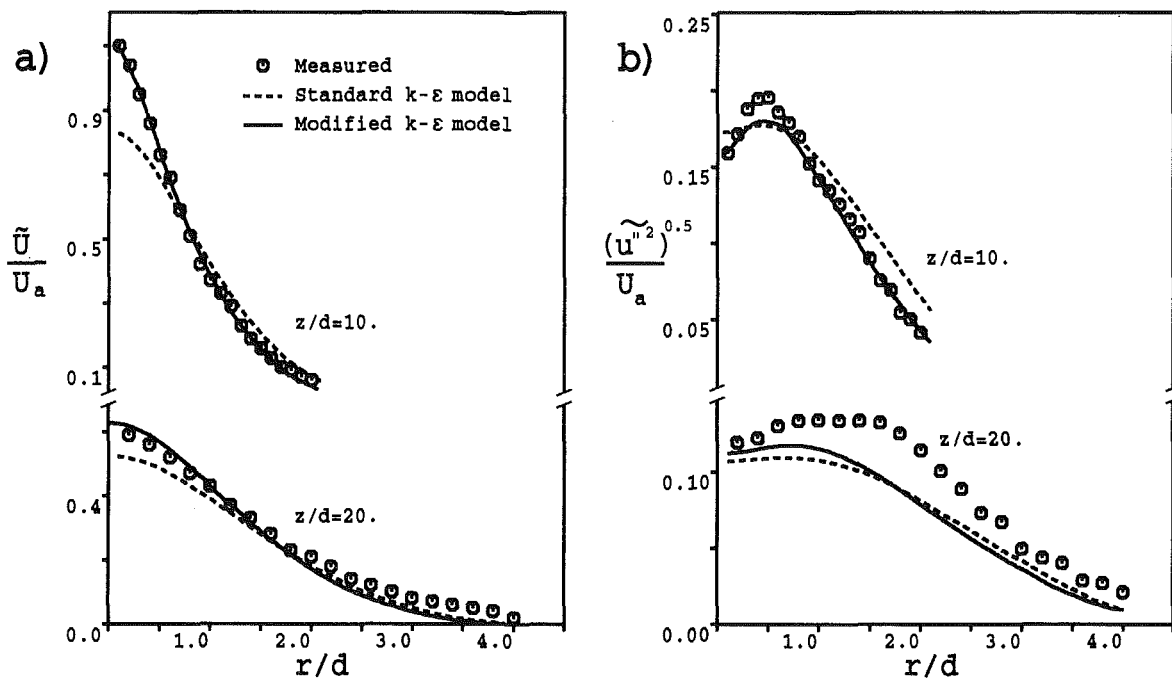 a)
Measured
Standard k-ε model
Modified k-ε model
0.9
0.5
0.1
0.4
0.0
Ũ
U_a
z/d=10.
z/d=20.
1.0 2.0 3.0 4.0
r/d
b)
0.25
0.15
0.05
0.10
0.00
(u"²)
0.5
U_a
z/d=10.
z/d=20.
1.0 2.0 3.0 4.0
r/d